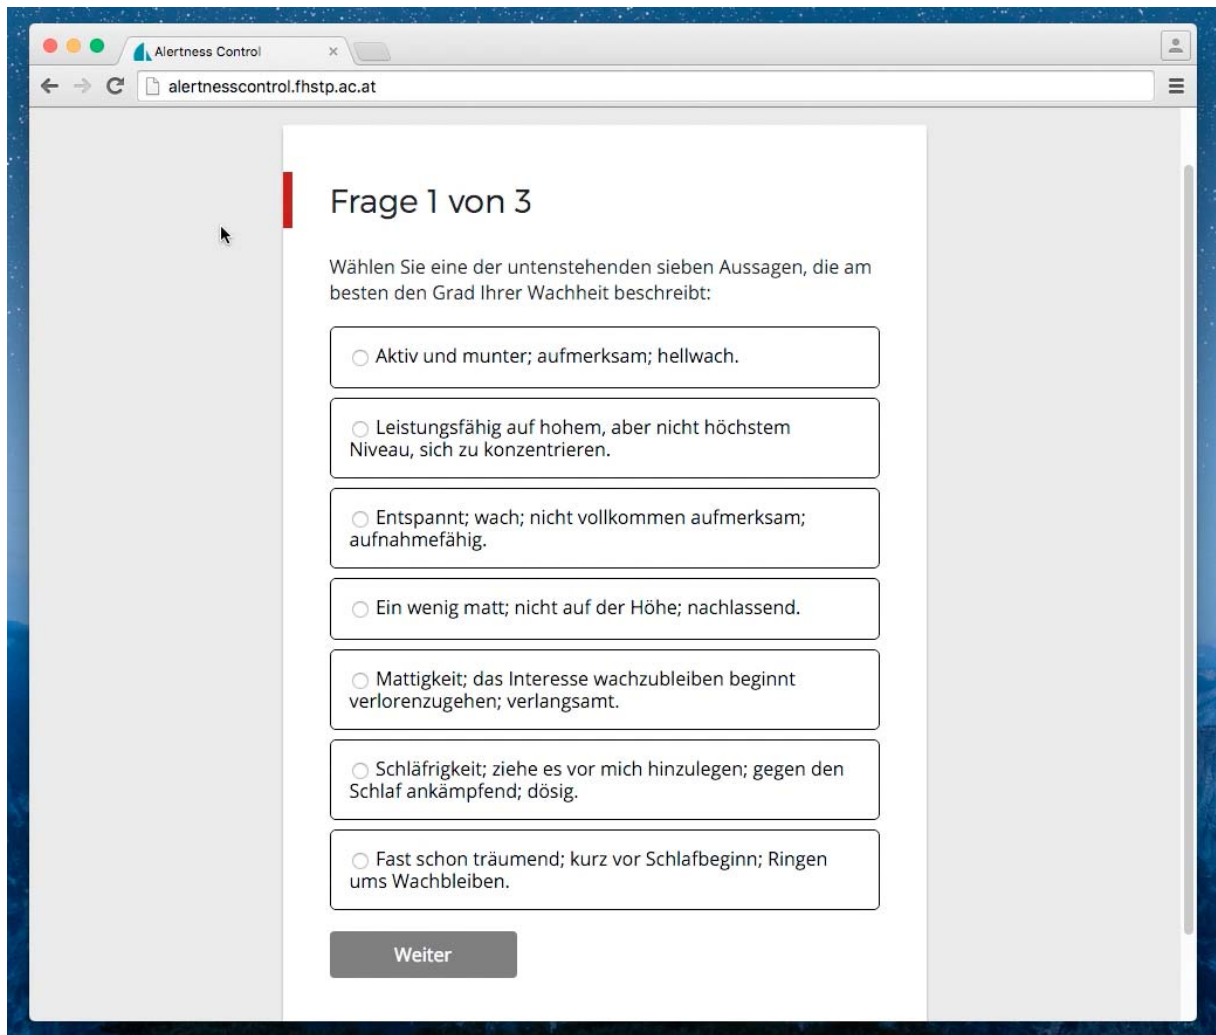 Alertness Control
alertnesscontrol.fhstp.ac.at
Frage 1 von 3
Wählen Sie eine der untenstehenden sieben Aussagen, die am
besten den Grad Ihrer Wachheit beschreibt:
Aktiv und munter; aufmerksam; hellwach.
Leistungsfähig auf hohem, aber nicht höchstem
Niveau, sich zu konzentrieren.
Entspannt; wach; nicht vollkommen aufmerksam;
aufnahmefähig.
Ein wenig matt; nicht auf der Höhe; nachlassend.
Mattigkeit; das Interesse wachzubleiben beginnt
verlorenzugehen; verlangsamt.
Schläfrigkeit; ziehe es vor mich hinzulegen; gegen den
Schlaf ankämpfend; dösig.
Fast schon träumend; kurz vor Schlafbeginn; Ringen
ums Wachbleiben.
Weiter